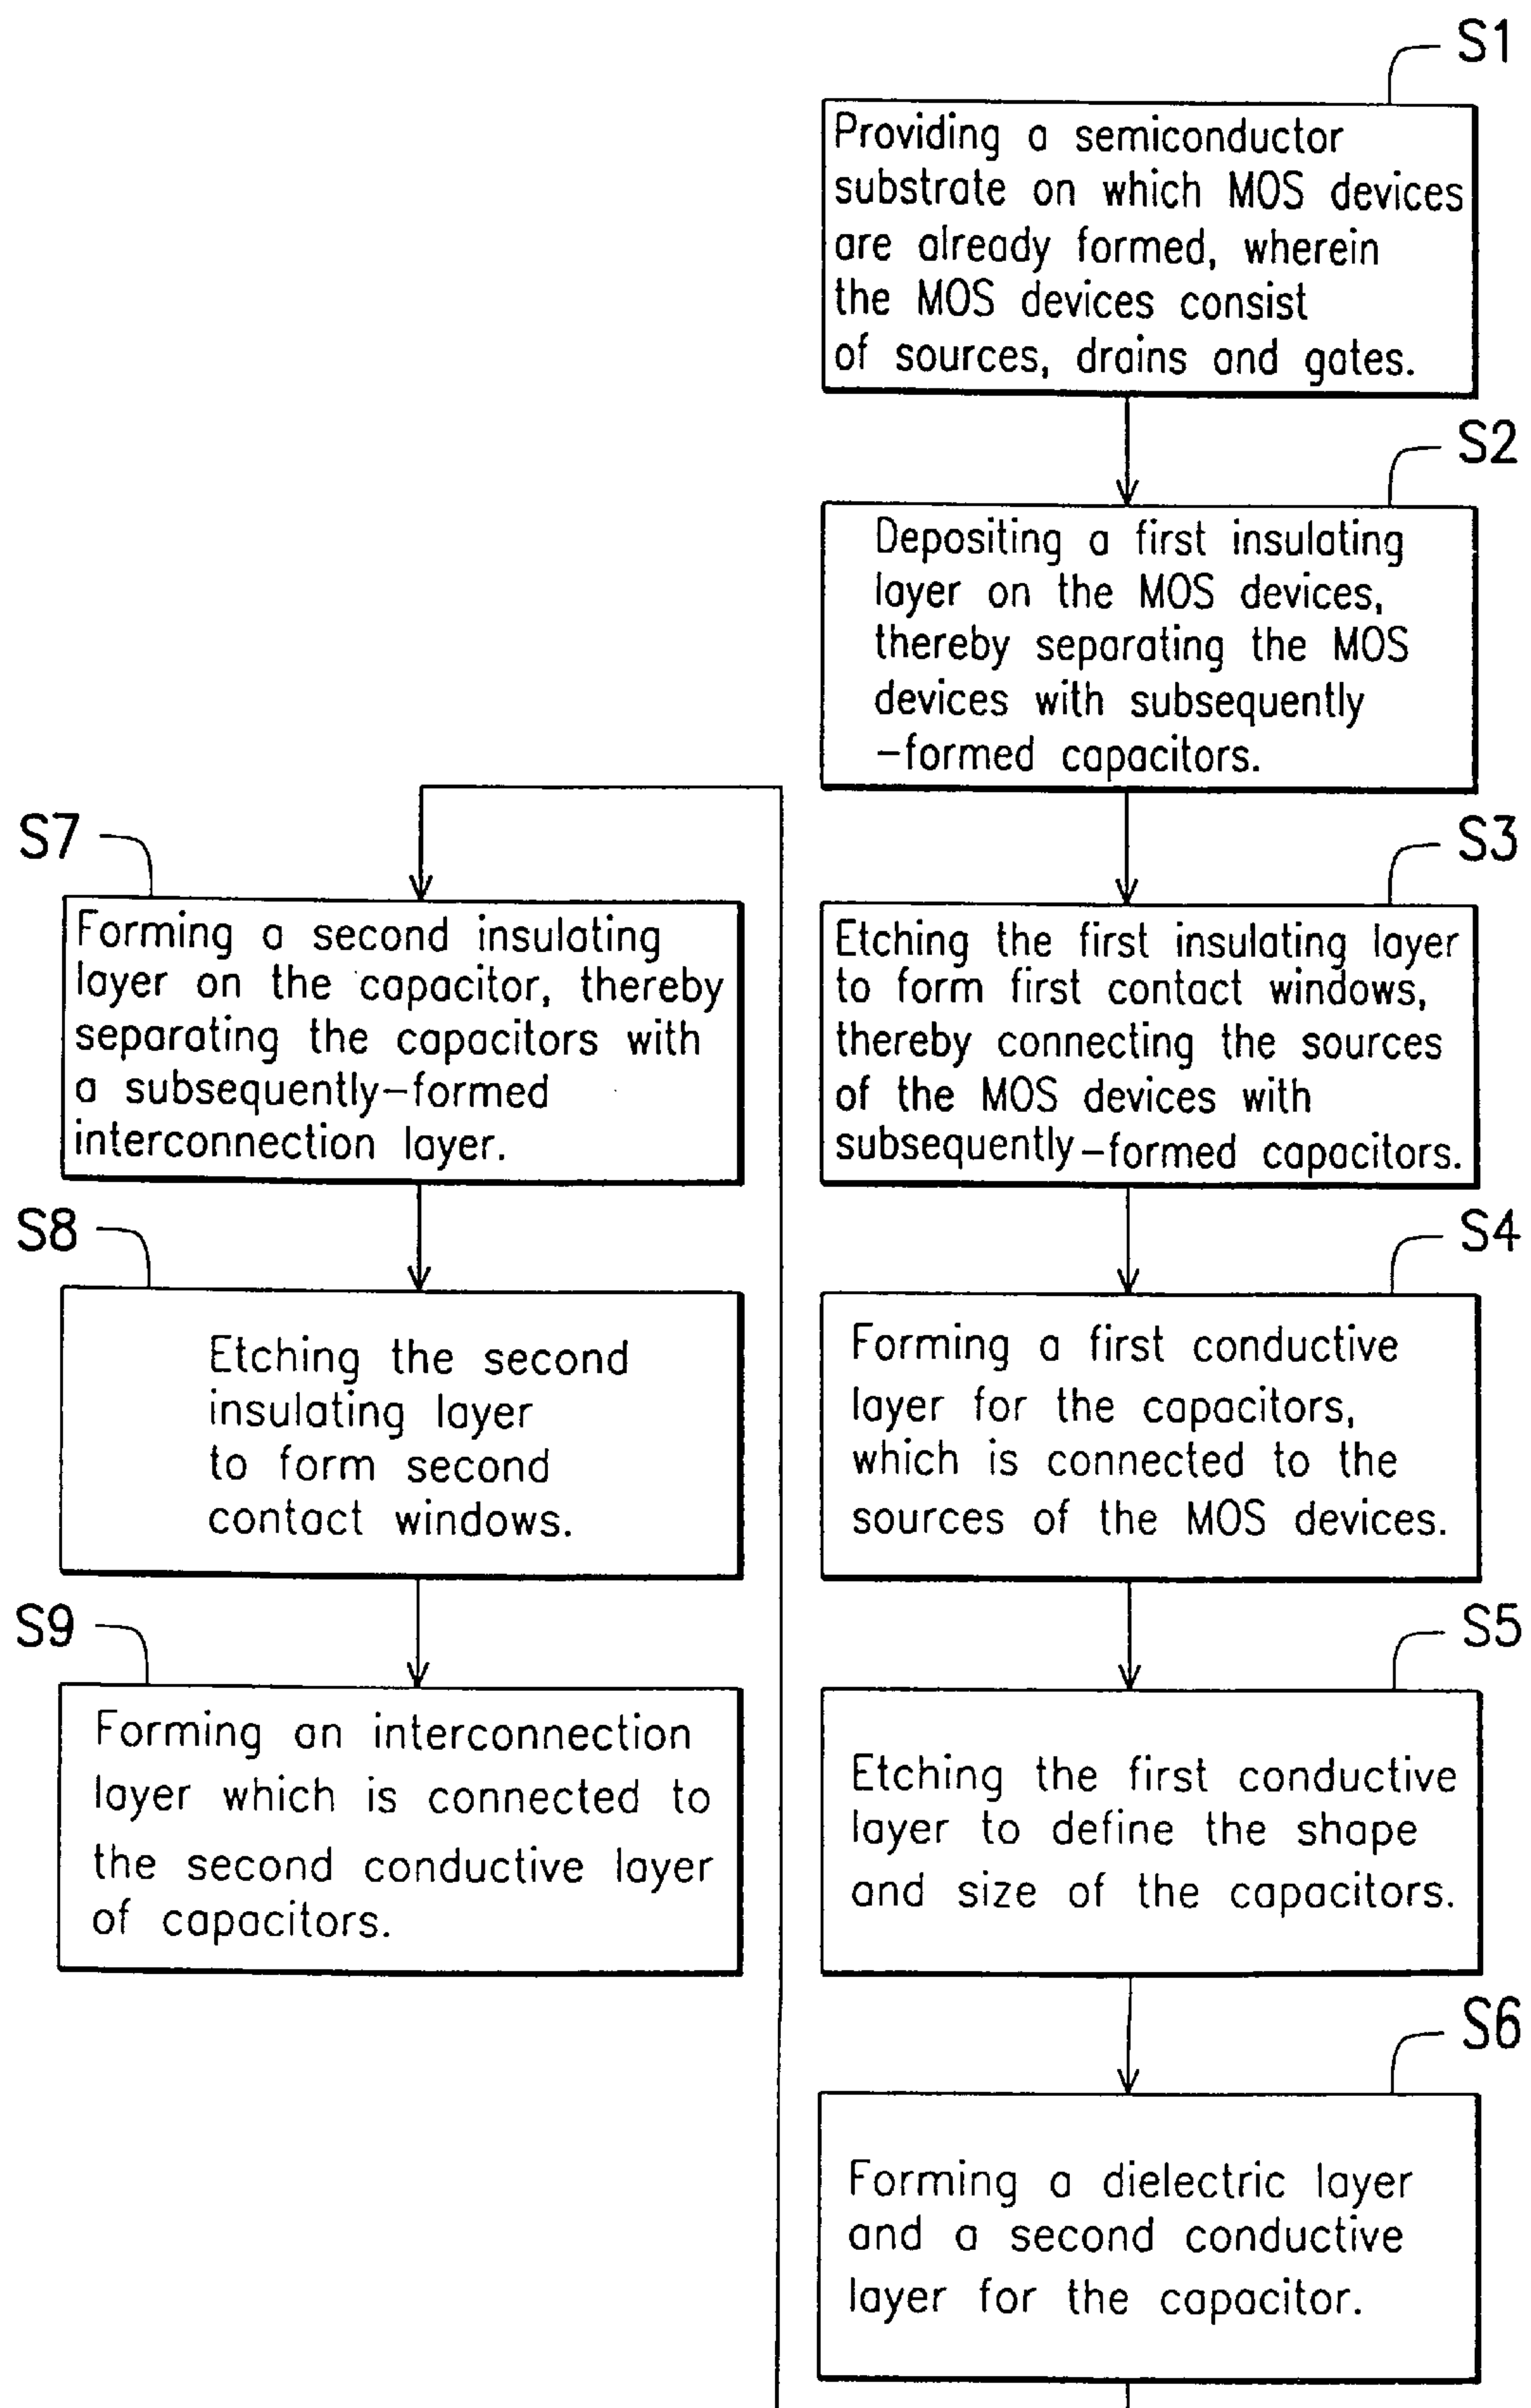 S1
Providing a semiconductor
substrate on which MOS devices
are already formed, wherein
the MOS devices consist
of sources, drains and gates.
S2
Depositing a first insulating
layer on the MOS devices,
thereby separating the MOS
devices with subsequently
-formed capacitors.
S3
Etching the first insulating layer
to form first contact windows,
thereby connecting the sources
of the MOS devices with
subsequently-formed capacitors.
S4
Forming a first conductive
layer for the capacitors,
which is connected to the
sources of the MOS devices.
S5
Etching the first conductive
layer to define the shape
and size of the capacitors.
S6
Forming a dielectric layer
and a second conductive
layer for the capacitor.
S7
Forming a second insulating
layer on the capacitor, thereby
separating the capacitors with
a subsequently-formed
interconnection layer.
S8
Etching the second
insulating layer
to form second
contact windows.
S9
Forming an interconnection
layer which is connected to
the second conductive layer
of capacitors.